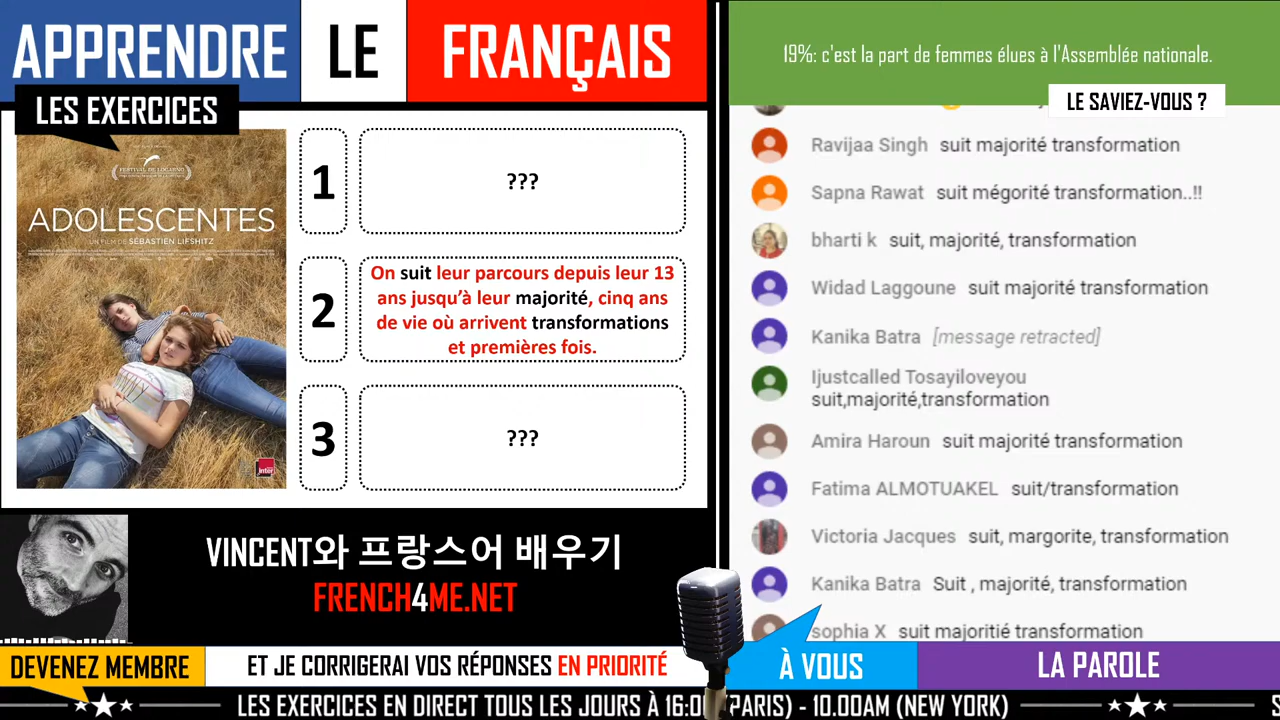 APPRENDRE LE FRANÇAIS
LES EXERCICES
FESTIVAL DE LOCARNO
ADOLESCENTES
UN FILM DE SÉBASTIEN LIFSHITZ
inter
1
???
2
On suit leur parcours depuis leur 13
ans jusqu'à leur majorité, cinq ans
de vie où arrivent transformations
et premières fois.
3
???
VINCENT와 프랑스어 배우기
FRENCH4ME.NET
DEVENEZ MEMBRE
ET JE CORRIGERAI VOS RÉPONSES EN PRIORITÉ
19%: c'est la part de femmes élues à l'Assemblée nationale.
LE SAVIEZ-VOUS ?
Ravijaa Singh suit majorité transformation
Sapna Rawat suit mégorité transformation..!!
bharti k suit, majorité, transformation
Widad Laggoune suit majorité transformation
Kanika Batra [message retracted]
Ijustcalled Tosayiloveyou
suit,majorité,transformation
Amira Haroun suit majorité transformation
Fatima ALMOTUAKEL suit/transformation
Victoria Jacques suit, margorite, transformation
Kanika Batra Suit , majorité, transformation
sophia X suit majoritié transformation
À VOUS
LA PAROLE
LES EXERCICES EN DIRECT TOUS LES JOURS À 16:0 (PARIS) - 10.00AM (NEW YORK)